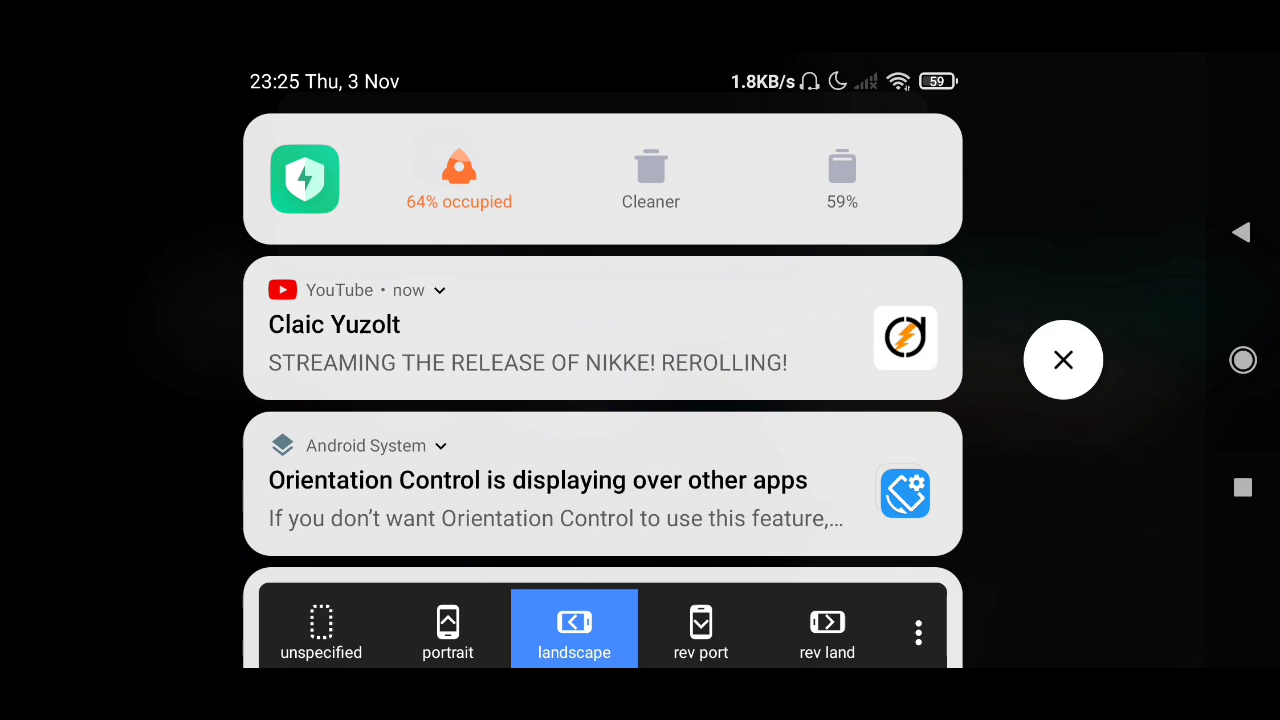 23:25 Thu, 3 Nov 1.8KB/s 59
64% occupied Cleaner 59%
YouTube • now
Claic Yuzolt
STREAMING THE RELEASE OF NIKKE! REROLLING!
Android System
Orientation Control is displaying over other apps
If you don’t want Orientation Control to use this feature,...
unspecified portrait landscape rev port rev land